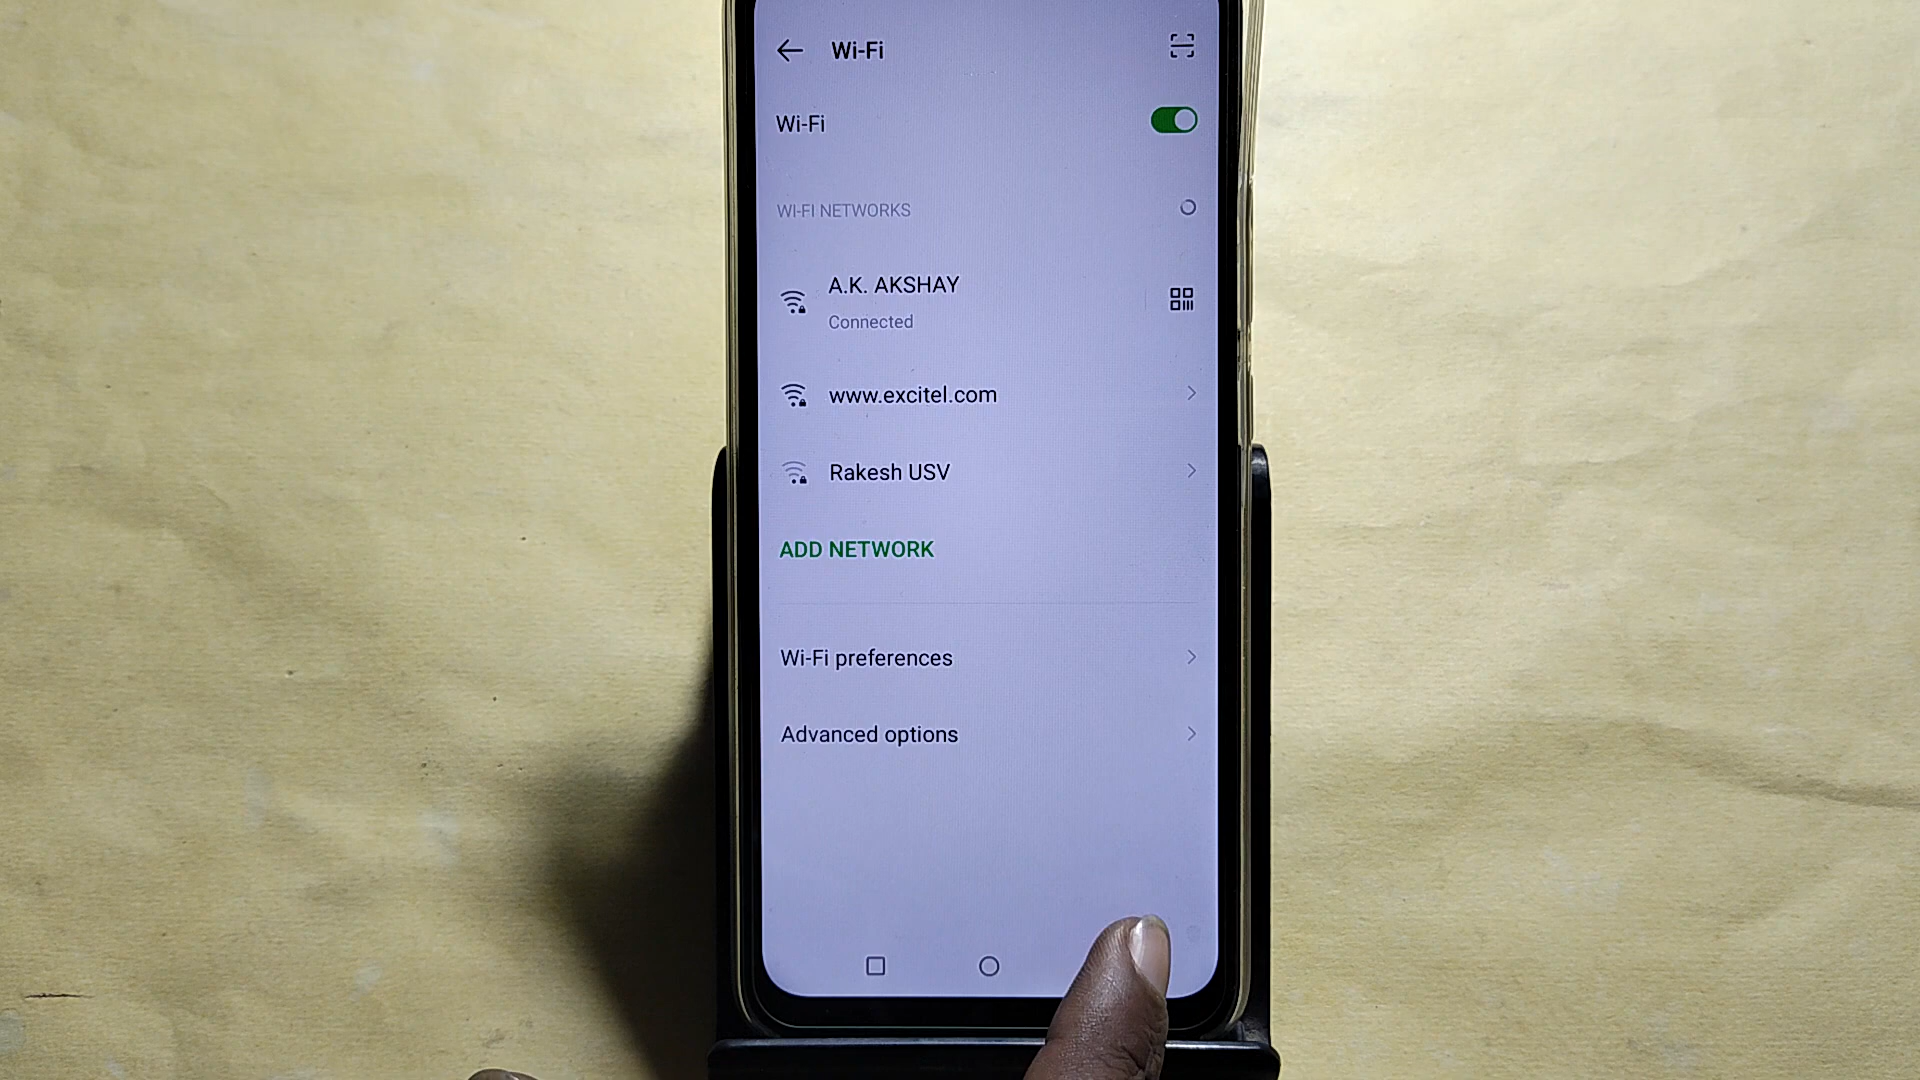 Wi-Fi
Wi-Fi
WI-FI NETWORKS
A.K. AKSHAY
Connected
www.excitel.com
Rakesh USV
ADD NETWORK
Wi-Fi preferences
Advanced options